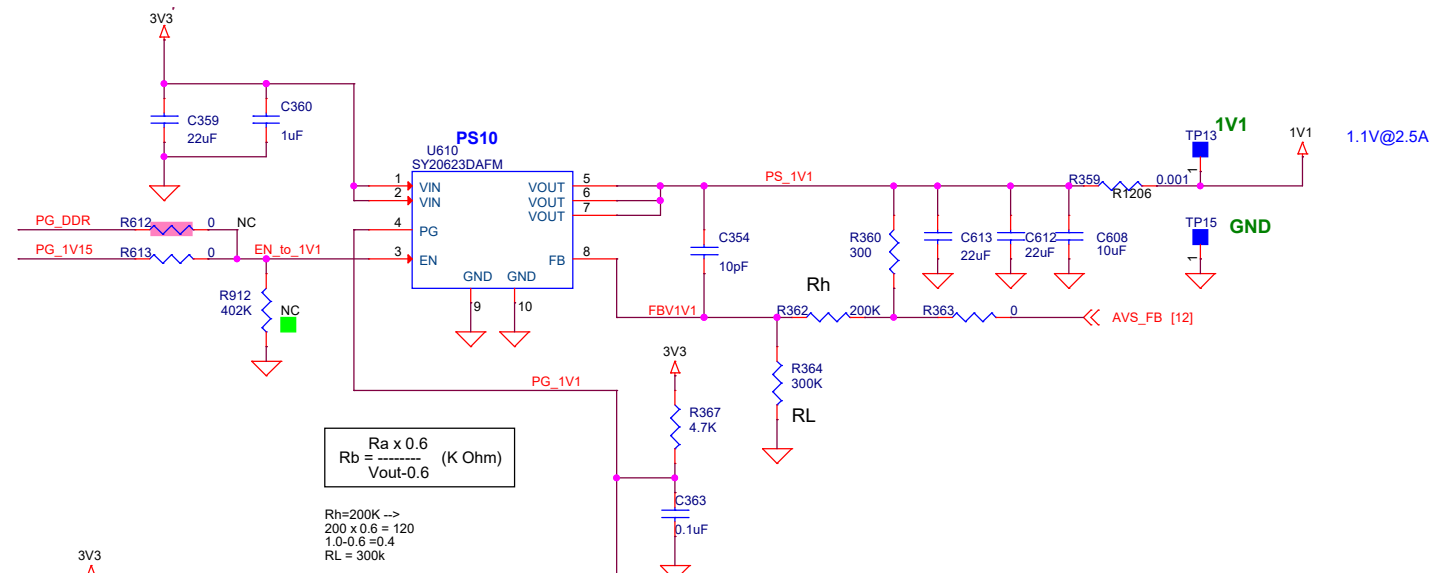 3V3
C359
22uF
C360
1uF
PS10
U610
SY20623DAFM
1
VIN
2
VIN
4
PG
3
EN
GND
GND
9
10
VOUT
5
VOUT
6
VOUT
7
FB
8
PG_DDR
R612
0
NC
PG_1V15
R613
0
EN_to_1V1
R912
402K
NC
PS_1V1
C354
10pF
R360
300
C613
22uF
C612
22uF
C608
10uF
R359
0.001
R1206
TP13
1V1
1
1V1
1.1V@2.5A
TP15
GND
1
FBV1V1
Rh
R362
200K
R363
0
AVS_FB [12]
R364
300K
RL
3V3
R367
4.7K
PG_1V1
C363
0.1uF
Ra x 0.6
Rb = -------- (K Ohm)
Vout-0.6
Rh=200K -->
200 x 0.6 = 120
1.0-0.6 =0.4
RL = 300k
3V3